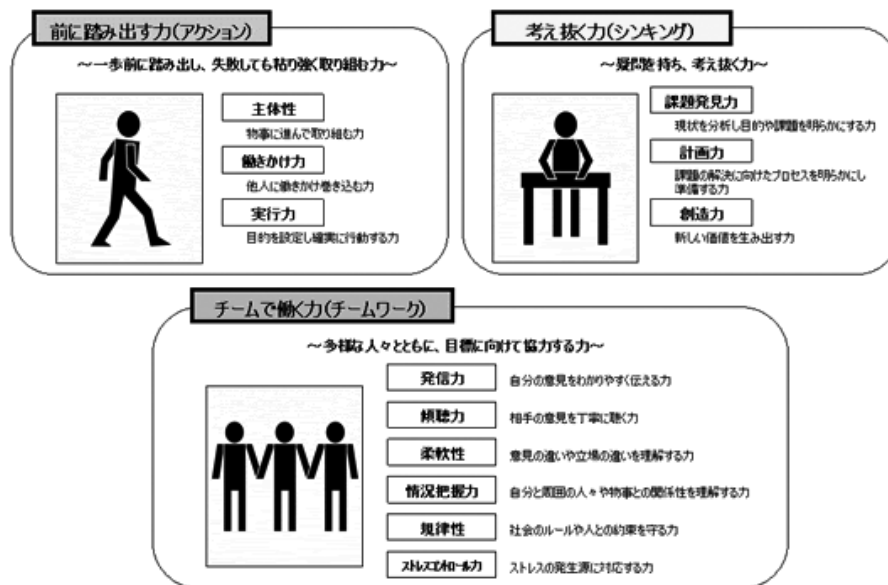 前に踏み出す力(アクション)
～一歩前に踏み出し、失敗しても粘り強く取り組む力～
主体性
物事に進んで取り組む力
働きかけ力
他人に働きかけ巻き込む力
実行力
目的を設定し確実に行動する力
考え抜く力(シンキング)
～疑問を持ち、考え抜く力～
課題発見力
現状を分析し目的や課題を明らかにする力
計画力
課題の解決に向けたプロセスを明らかにし
準備する力
創造力
新しい価値を生み出す力
チームで働く力(チームワーク)
～多様な人々とともに、目標に向けて協力する力～
発信力
自分の意見をわかりやすく伝える力
傾聴力
相手の意見を丁寧に聴く力
柔軟性
意見の違いや立場の違いを理解する力
情況把握力
自分と周囲の人々や物事との関係性を理解する力
規律性
社会のルールや人との約束を守る力
ストレスコントロール力
ストレスの発生源に対応する力